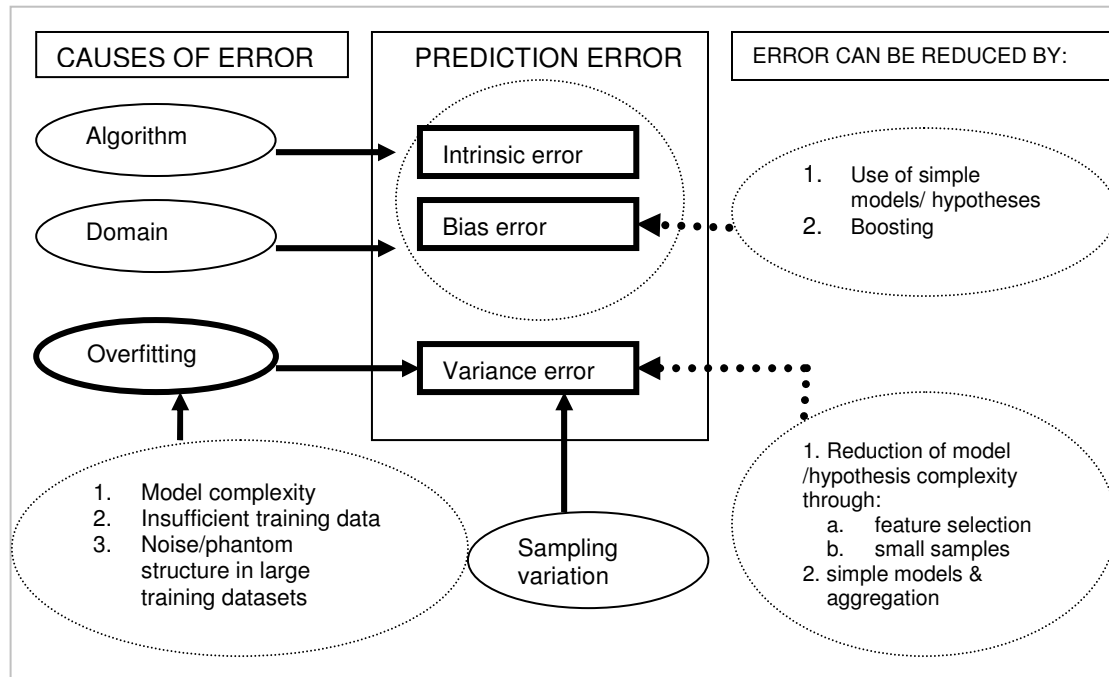 CAUSES OF ERROR
PREDICTION ERROR
ERROR CAN BE REDUCED BY:
Algorithm
Intrinsic error
1. Use of simple
models/ hypotheses
2. Boosting
Domain
Bias error
Overfitting
Variance error
1. Model complexity
2. Insufficient training data
3. Noise/phantom
structure in large
training datasets
Sampling
variation
1. Reduction of model
/hypothesis complexity
through:
a. feature selection
b. small samples
2. simple models &
aggregation